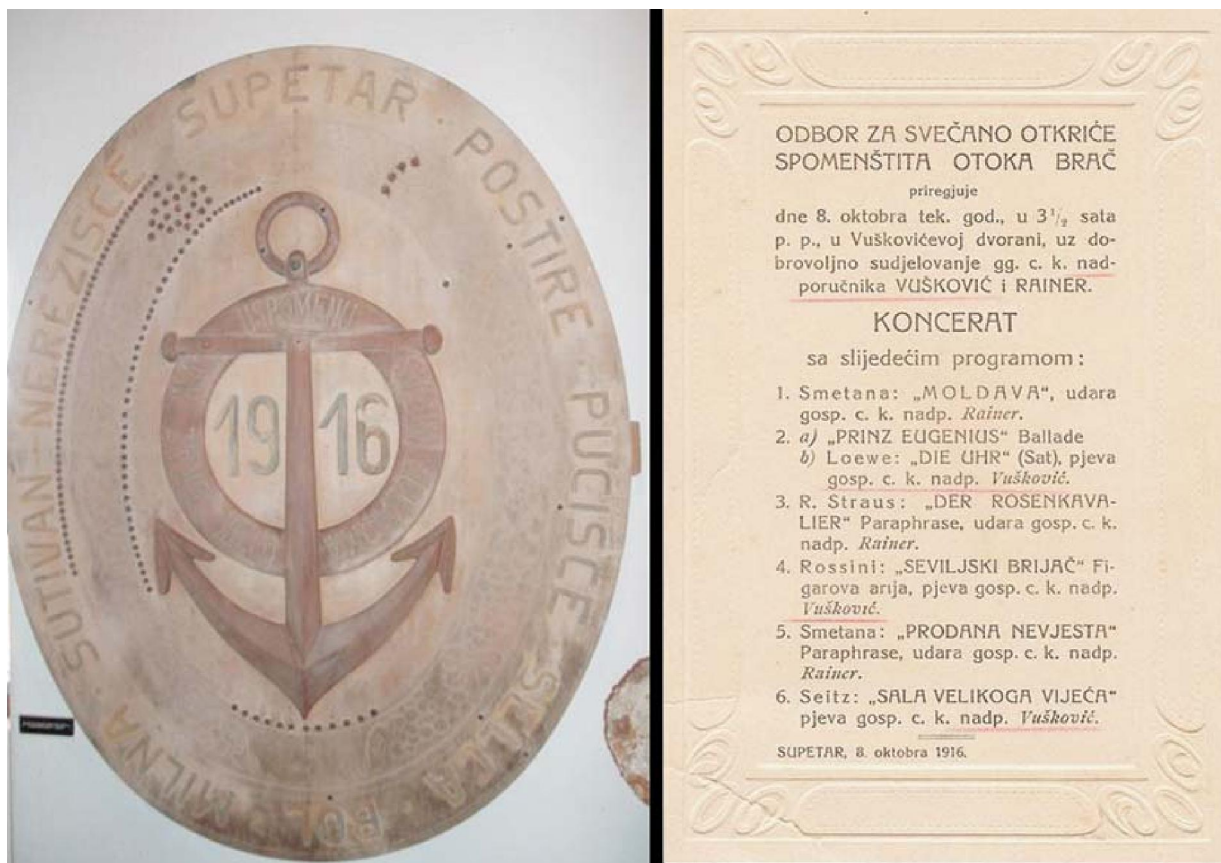 SUTIVAN · NEREŽIŠĆE · SUPETAR · POSTIRE · PUČIŠĆE · SELCA · BOL · MILNA
USPOMENU
1916
ODBOR ZA SVEČANO OTKRIĆE
SPOMENŠTITA OTOKA BRAČ
priregjuje
dne 8. oktobra tek. god., u 3 1/2 sata
p. p., u Vuškovićevoj dvorani, uz do-
brovoljno sudjelovanje gg. c. k. nad-
poručnika VUŠKOVIĆ i RAINER.
KONCERAT
sa slijedećim programom:
1. Smetana: „MOLDAVA“, udara
gosp. c. k. nadp. Rainer.
2. a) „PRINZ EUGENIUS“ Ballade
b) Loewe: „DIE UHR“ (Sat), pjeva
gosp. c. k. nadp. Vušković.
3. R. Straus: „DER ROSENKAVA-
LIER“ Paraphrase, udara gosp. c. k.
nadp. Rainer.
4. Rossini: „SEVILJSKI BRIJAČ“ Fi-
garova arija, pjeva gosp. c. k. nadp.
Vušković.
5. Smetana: „PRODANA NEVJESTA“
Paraphrase, udara gosp. c. k. nadp.
Rainer.
6. Seitz: „SALA VELIKOGA VIJEĆA“
pjeva gosp. c. k. nadp. Vušković.
SUPETAR, 8. oktobra 1916.